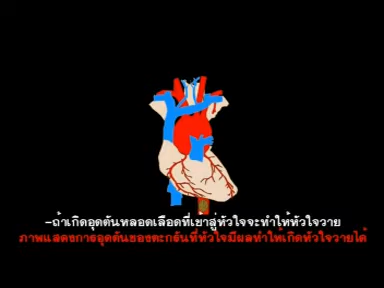 -ถ้าเกิดอุดตันหลอดเลือดที่เข้าสู่หัวใจจะทำให้หัวใจวาย
ภาพแสดงการอุดตันของตะกรันที่หัวใจมีผลทำให้เกิดหัวใจวายได้